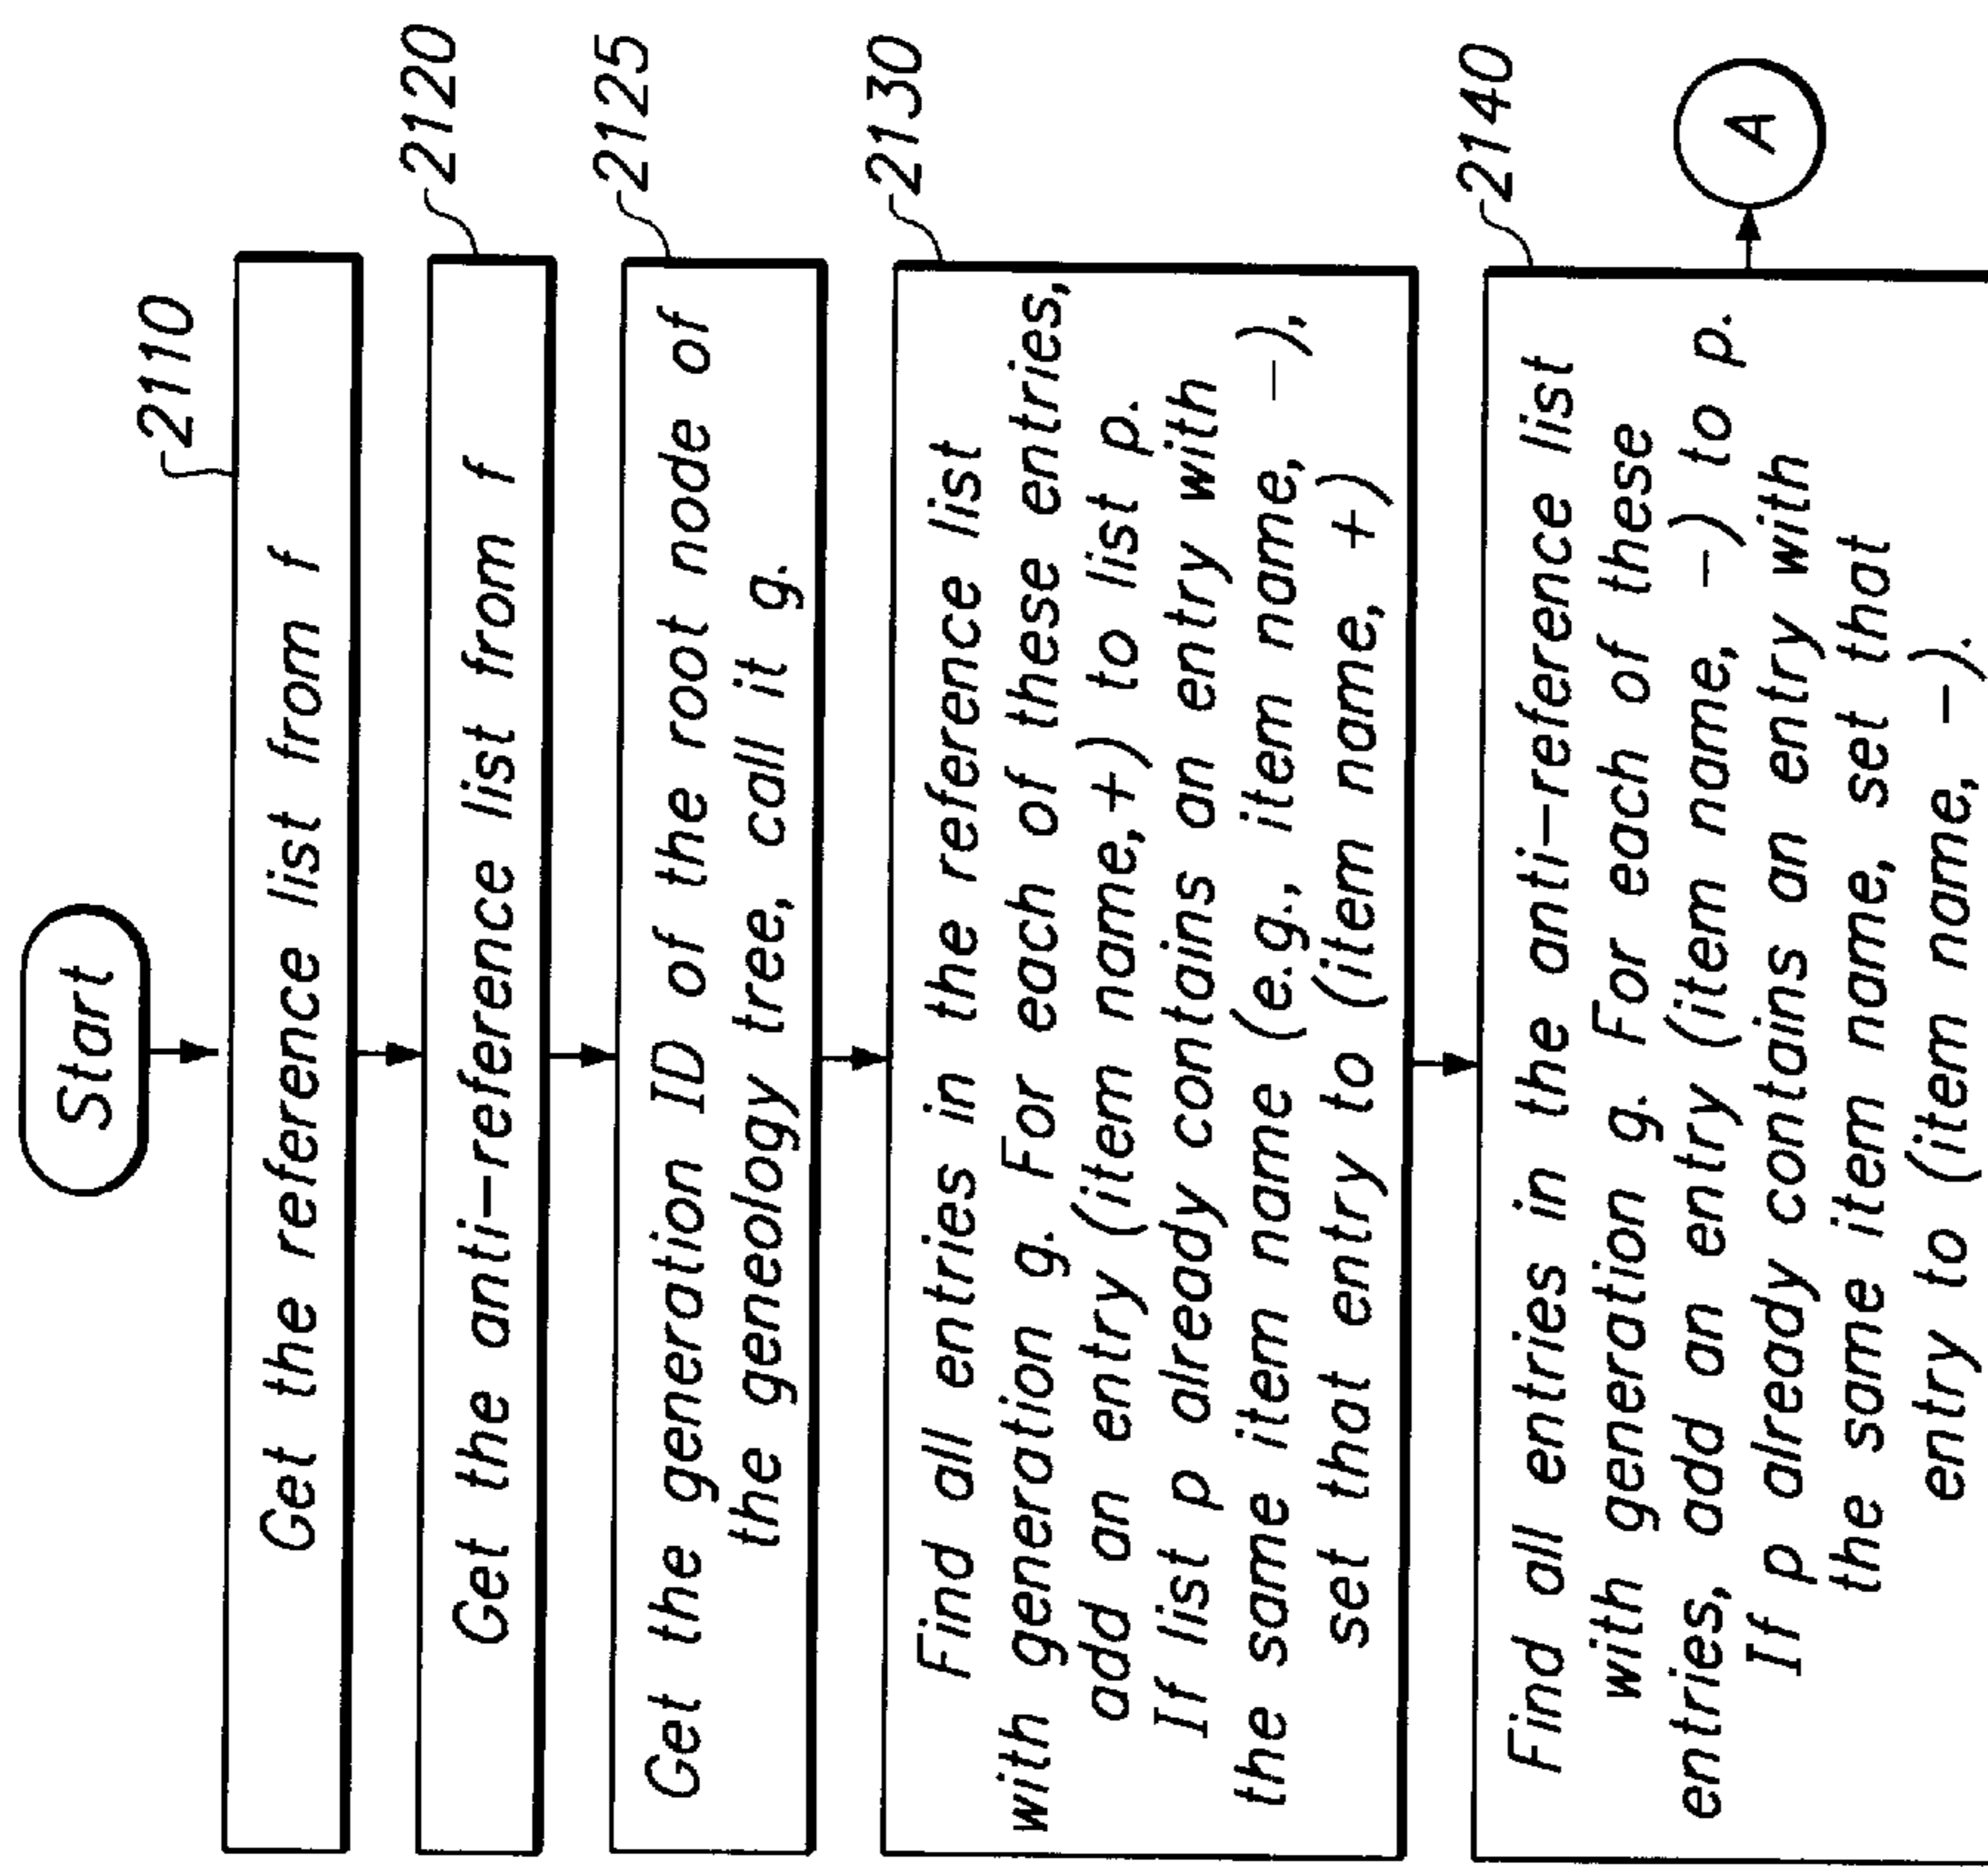 Start
2110
Get the reference list from f
2120
Get the anti-reference list from f
2125
Get the generation ID of the root node of
the geneology tree, call it g.
2130
Find all entries in the reference list
with generation g. For each of these entries,
add an entry (item name,+) to list p.
If list p already contains an entry with
the same item name (e.g., item name, -),
set that entry to (item name, +)
2140
Find all entries in the anti-reference list
with generation g. For each of these
entries, add an entry (item name, -) to p.
If p already contains an entry with
the same item name, set that
entry to (item name, -).
A